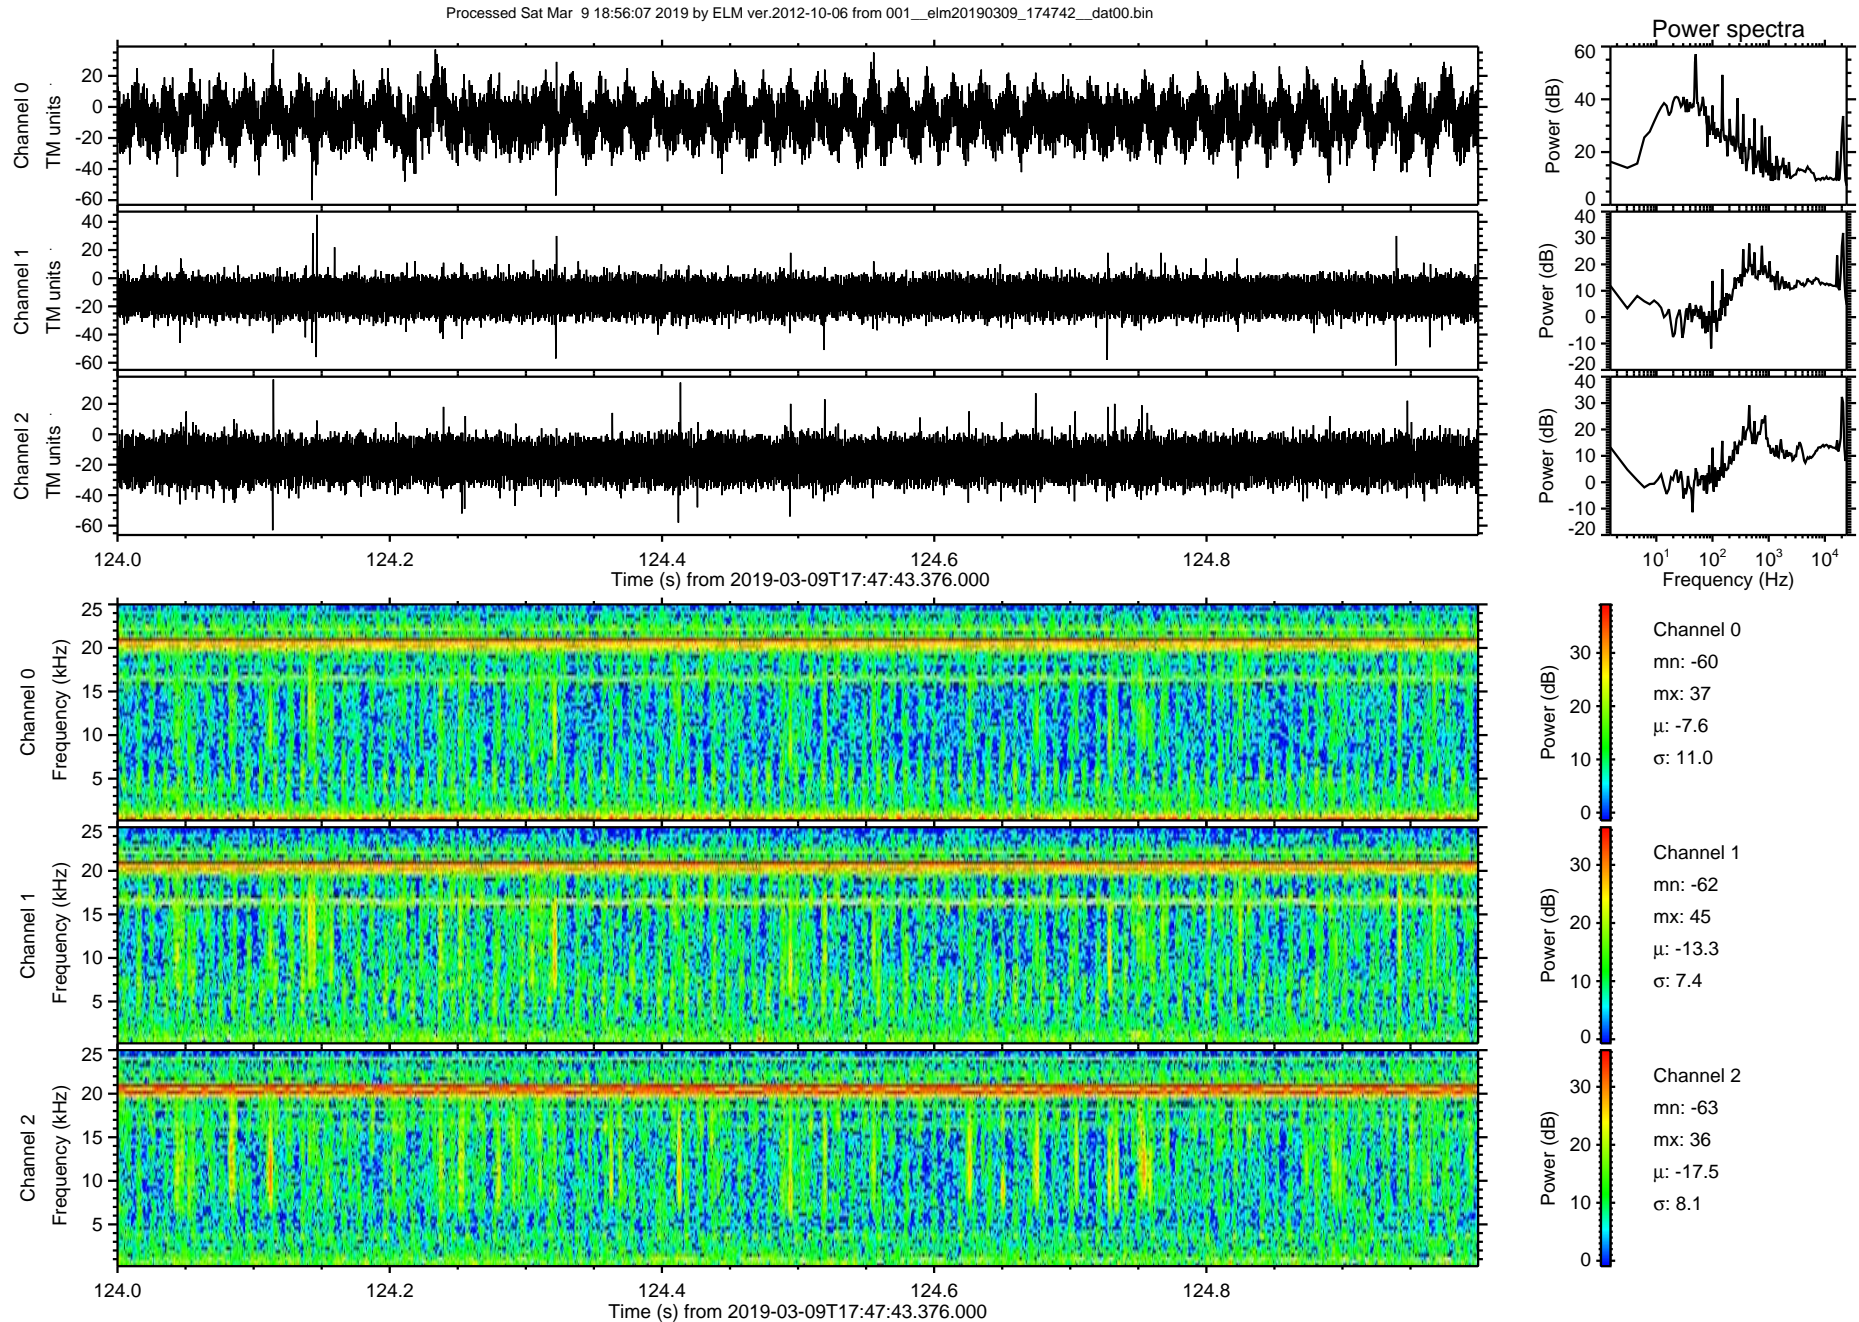 Processed Sat Mar  9 18:56:07 2019 by ELM ver.2012-10-06 from 001__elm20190309_174742__dat00.bin
Power spectra
Channel 0
TM units
20
0
-20
-40
-60
Power (dB)
60
40
20
0
Channel 1
TM units
40
20
0
-20
-40
-60
Power (dB)
40
30
20
10
0
-10
-20
Channel 2
TM units
20
0
-20
-40
-60
Power (dB)
40
30
20
10
0
-10
-20
124.0 124.2 124.4 124.6 124.8
Time (s) from 2019-03-09T17:47:43.376.000
10^1 10^2 10^3 10^4
Frequency (Hz)
Channel 0
Frequency (kHz)
25
20
15
10
5
Power (dB)
30
20
10
0
Channel 0
mn: -60
mx: 37
µ: -7.6
σ: 11.0
Channel 1
Frequency (kHz)
25
20
15
10
5
Power (dB)
30
20
10
0
Channel 1
mn: -62
mx: 45
µ: -13.3
σ: 7.4
Channel 2
Frequency (kHz)
25
20
15
10
5
Power (dB)
30
20
10
0
Channel 2
mn: -63
mx: 36
µ: -17.5
σ: 8.1
124.0 124.2 124.4 124.6 124.8
Time (s) from 2019-03-09T17:47:43.376.000